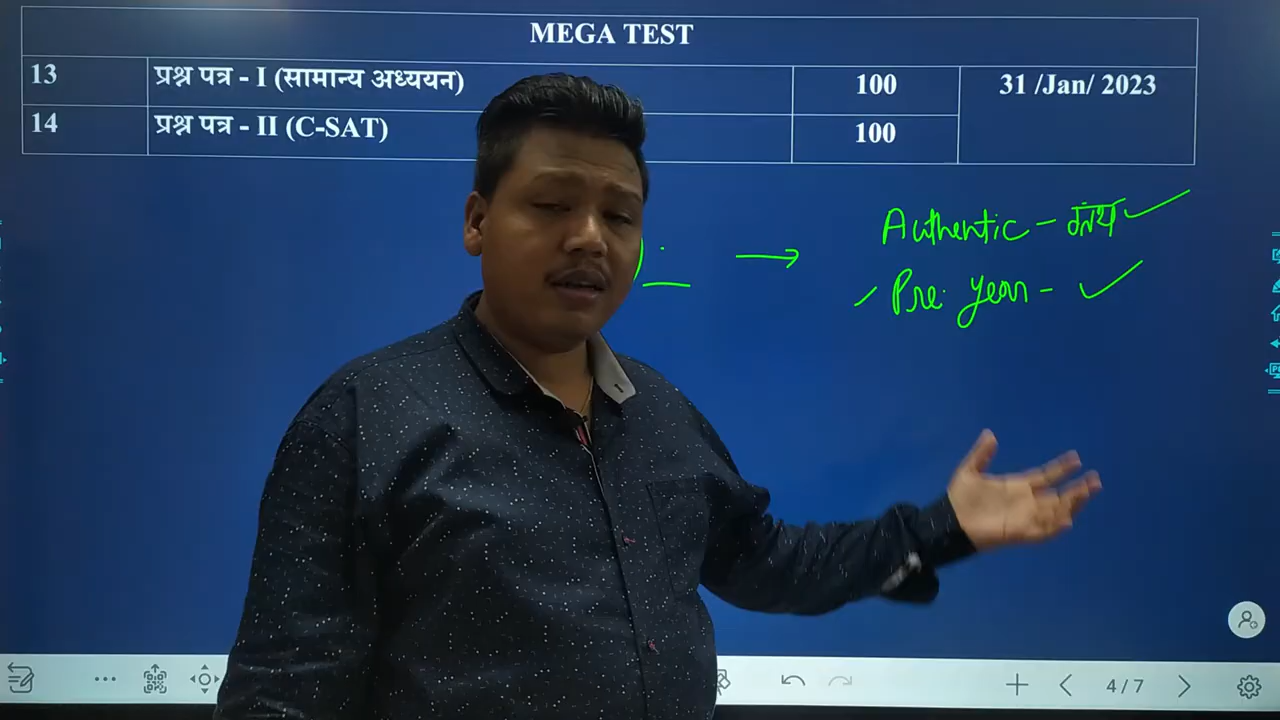 MEGA TEST
13 प्रश्न पत्र - I (सामान्य अध्ययन) 100 31 /Jan/ 2023
14 प्रश्न पत्र - II (C-SAT) 100
Authentic -
Pre. year -
4/7